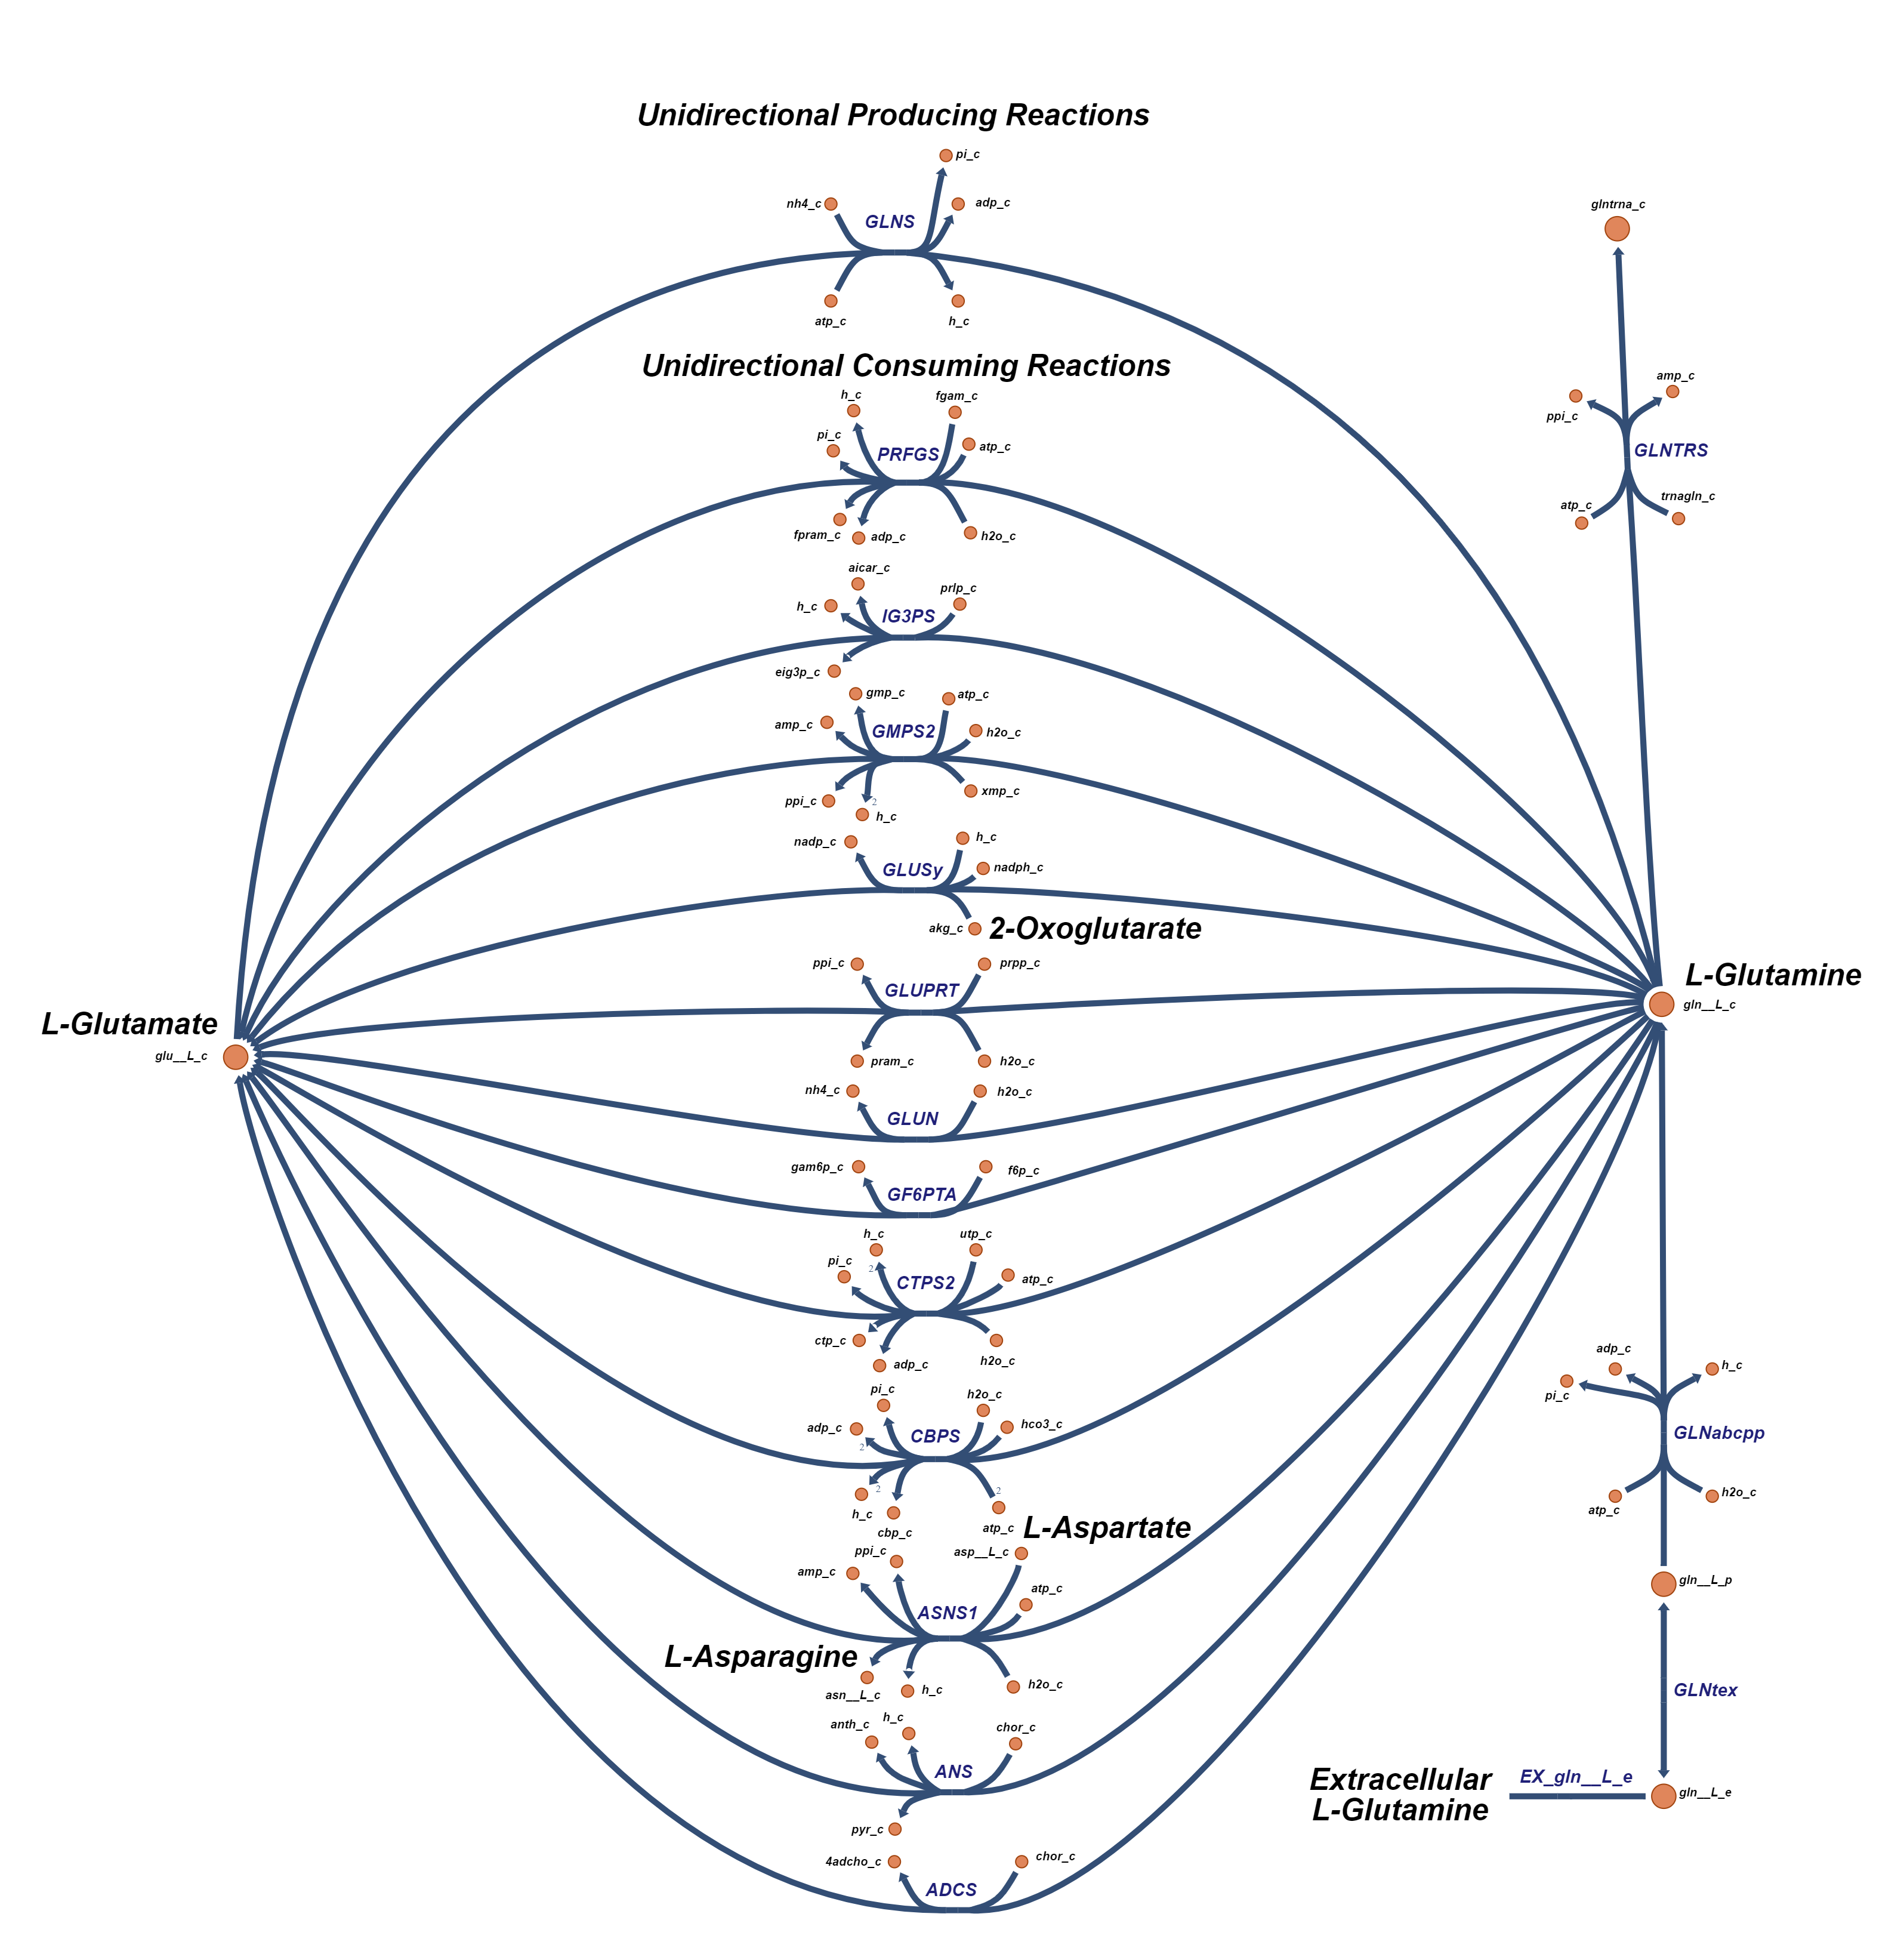 Unidirectional Producing Reactions
pi_c
nh4_c
GLNS
adp_c
atp_c
h_c
glntrna_c
Unidirectional Consuming Reactions
h_c
fgam_c
pi_c
PRFGS
atp_c
fpram_c
adp_c
h2o_c
amp_c
ppi_c
GLNTRS
atp_c
trnagln_c
aicar_c
h_c
IG3PS
prlp_c
eig3p_c
gmp_c
atp_c
amp_c
GMPS2
h2o_c
ppi_c
2
h_c
xmp_c
nadp_c
GLUSy
h_c
nadph_c
akg_c
2-Oxoglutarate
ppi_c
GLUPRT
prpp_c
L-Glutamine
gln__L_c
L-Glutamate
glu__L_c
pram_c
h2o_c
nh4_c
GLUN
h2o_c
gam6p_c
GF6PTA
f6p_c
h_c
utp_c
pi_c
2
CTPS2
atp_c
ctp_c
adp_c
h2o_c
pi_c
h2o_c
adp_c
2
CBPS
hco3_c
2
h_c
cbp_c
2
atp_c
adp_c
h_c
pi_c
GLNabcpp
atp_c
h2o_c
L-Aspartate
ppi_c
asp__L_c
amp_c
ASNS1
atp_c
L-Asparagine
asn__L_c
h_c
h2o_c
gln__L_p
GLNtex
anth_c
h_c
chor_c
ANS
pyr_c
Extracellular
L-Glutamine
EX_gln__L_e
gln__L_e
4adcho_c
ADCS
chor_c